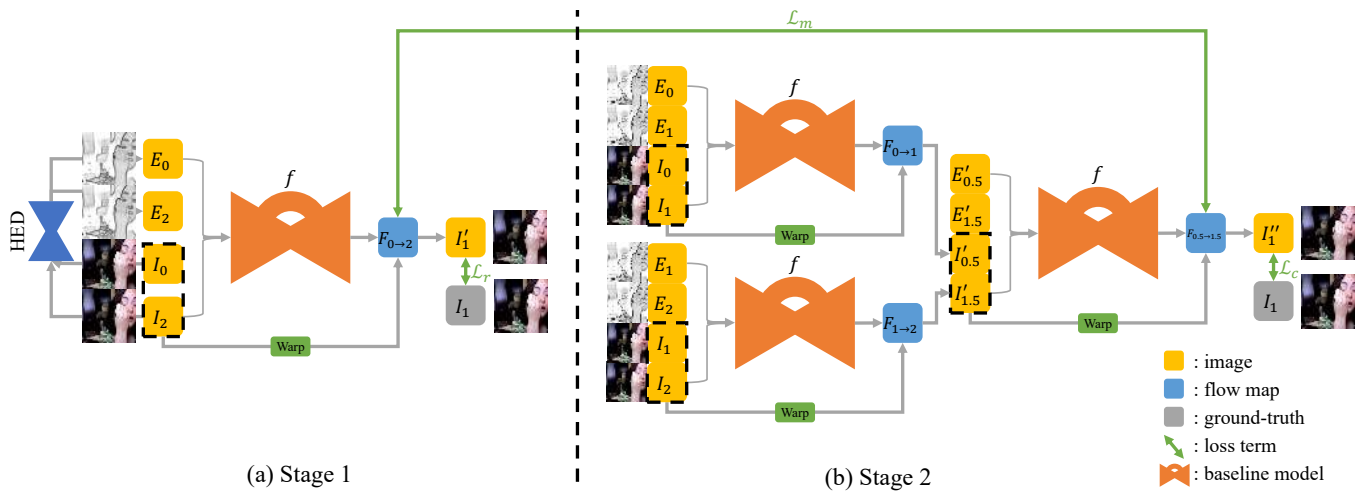 ℒₘ
HED
E₀
E₂
I₀
I₂
f
F₀→₂
I′₁
ℒᵣ
I₁
Warp
(a) Stage 1
E₀
E₁
I₀
I₁
f
F₀→₁
Warp
E₁
E₂
I₁
I₂
f
F₁→₂
Warp
E′₀.₅
E′₁.₅
I′₀.₅
I′₁.₅
f
F₀.₅→₁.₅
I″₁
ℒ_c
I₁
Warp
(b) Stage 2
: image
: flow map
: ground-truth
: loss term
: baseline model